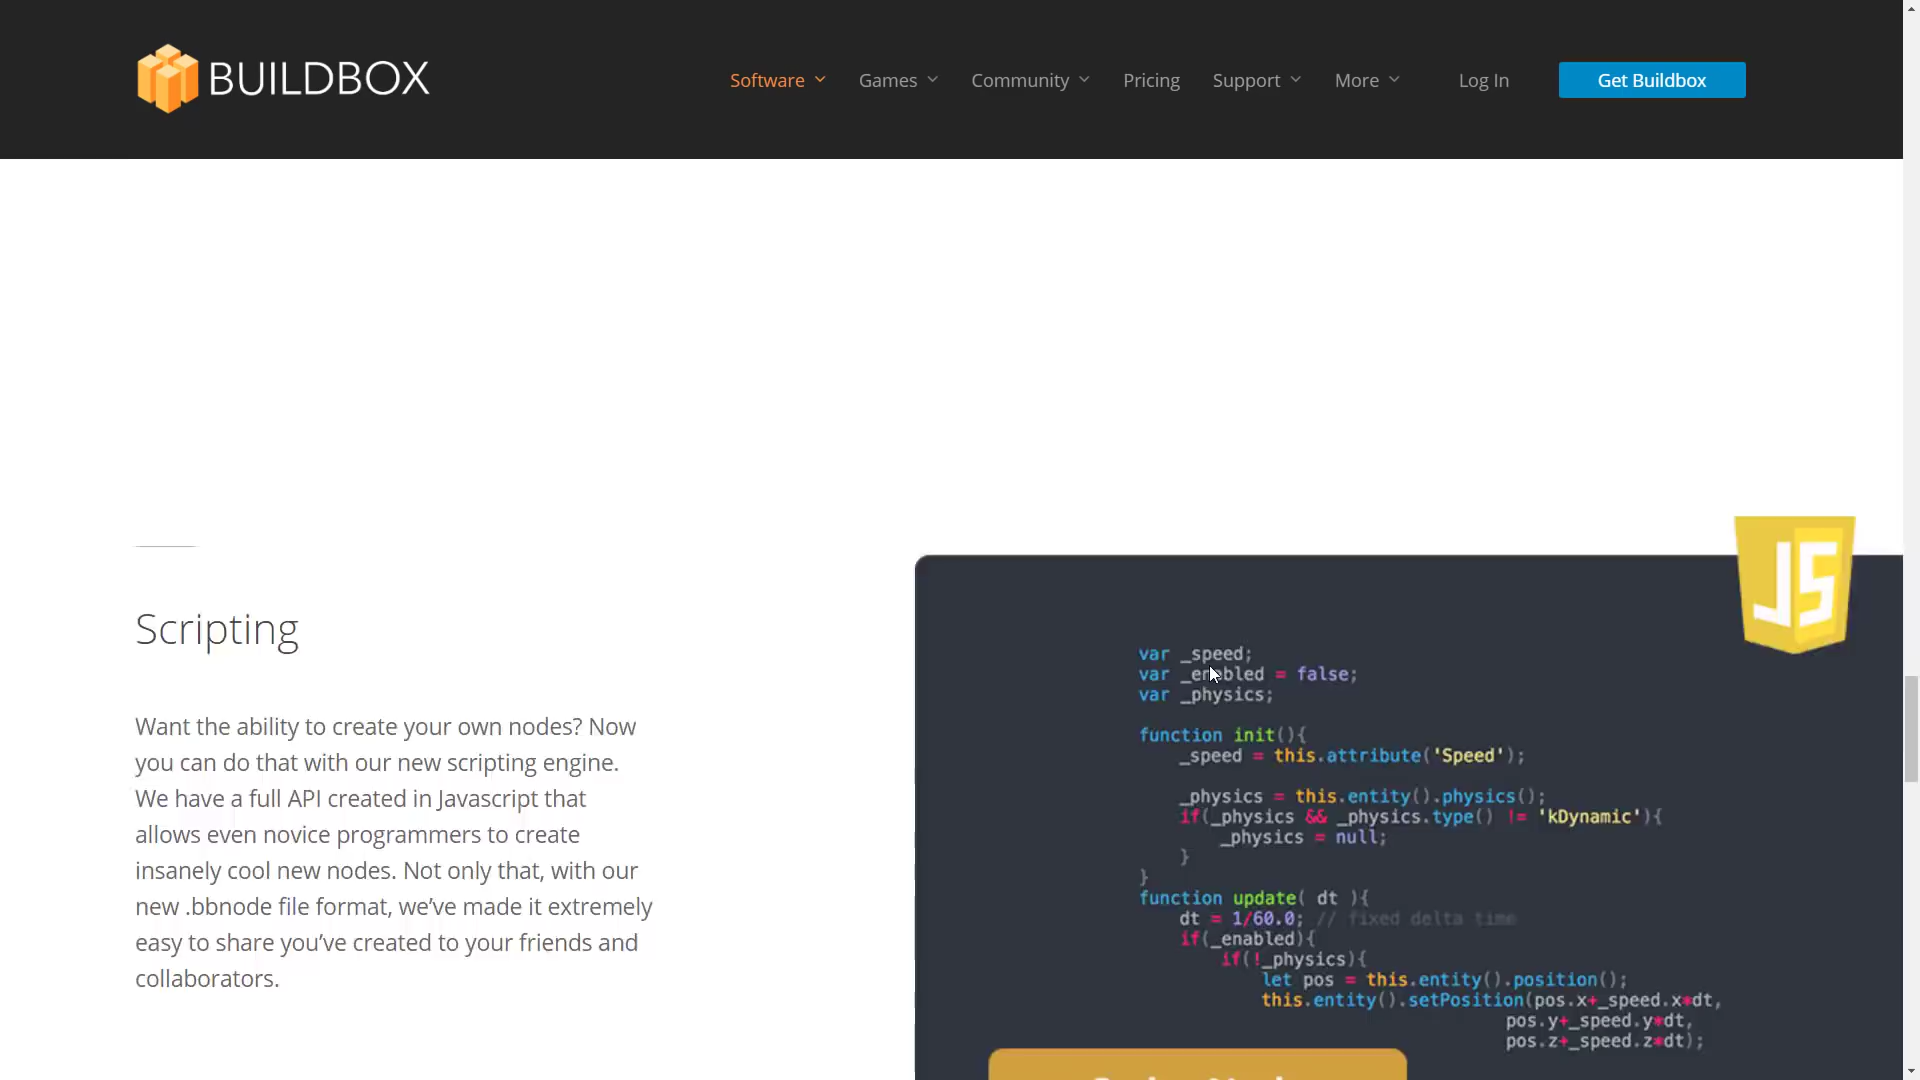 BUILDBOX
Software Games Community Pricing Support More Log In Get Buildbox
JS
Scripting
Want the ability to create your own nodes? Now
you can do that with our new scripting engine.
We have a full API created in Javascript that
allows even novice programmers to create
insanely cool new nodes. Not only that, with our
new .bbnode file format, we’ve made it extremely
easy to share you’ve created to your friends and
collaborators.
var _speed;
var _enabled = false;
var _physics;
function init(){
_speed = this.attribute('Speed');
_physics = this.entity().physics();
if(_physics && _physics.type() != 'kDynamic'){
_physics = null;
}
}
function update( dt ){
dt = 1/60.0; // fixed delta time
if(_enabled){
if(!_physics){
let pos = this.entity().position();
this.entity().setPosition(pos.x+_speed.x*dt,
pos.y+_speed.y*dt,
pos.z+_speed.z*dt);